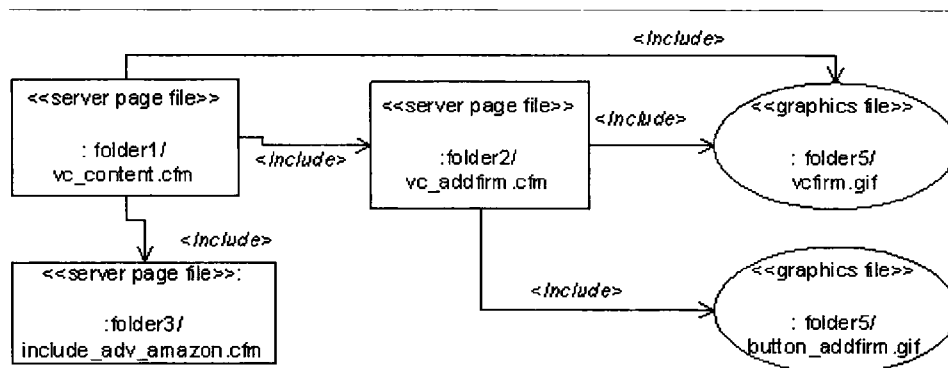 <Include>
<<server page file>>
: folder1/
vc_content.cfm
<Include>
<<server page file>>
:folder2/
vc_addfirm.cfm
<Include>
<<graphics file>>
: folder5/
vcfirm.gif
<Include>
<<server page file>>:
:folder3/
include_adv_amazon.cfm
<Include>
<<graphics file>>
: folder5/
button_addfirm.gif